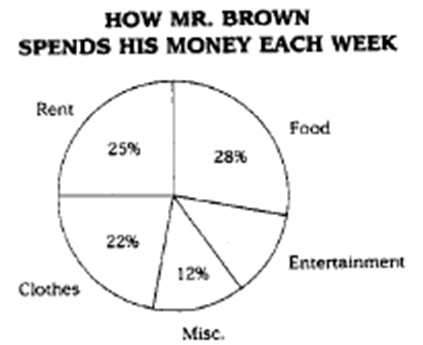 HOW MR. BROWN
SPENDS HIS MONEY EACH WEEK
Rent
Food
25%
28%
22%
12%
Entertainment
Clothes
Misc.